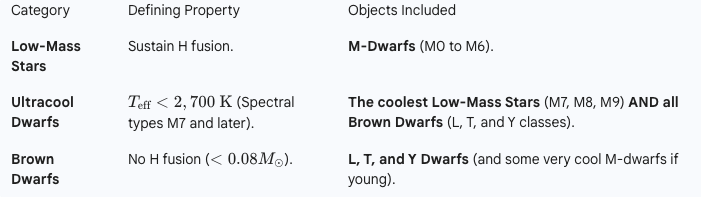 Category Defining Property Objects Included
Low-Mass Stars Sustain H fusion. M-Dwarfs (M0 to M6).
Ultracool Dwarfs T_eff < 2,700 K (Spectral types M7 and later). The coolest Low-Mass Stars (M7, M8, M9) AND all Brown Dwarfs (L, T, and Y classes).
Brown Dwarfs No H fusion (< 0.08M_⊙). L, T, and Y Dwarfs (and some very cool M-dwarfs if young).